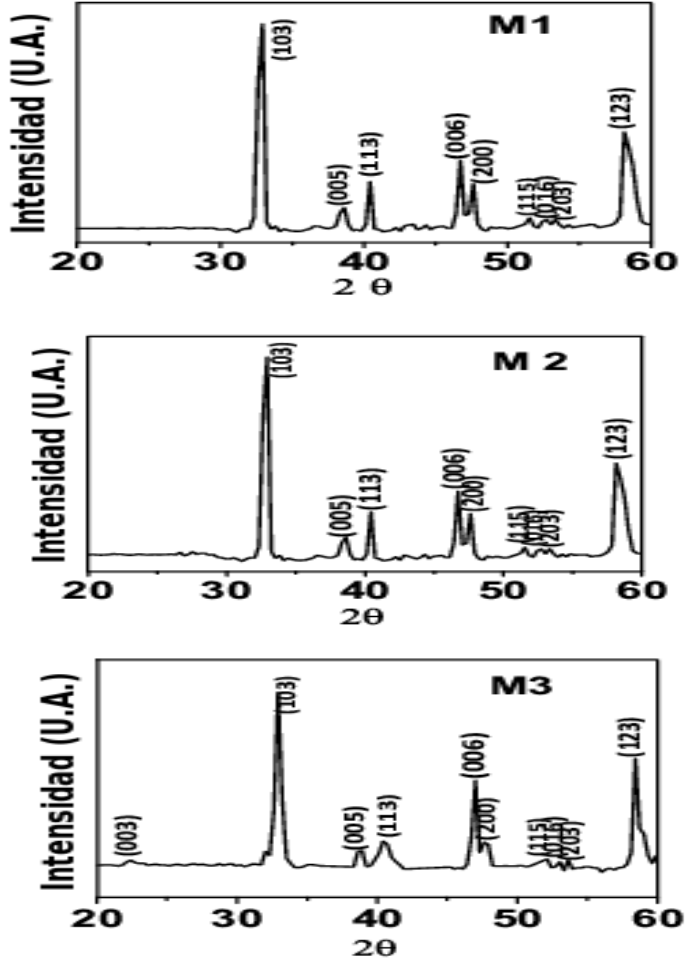 M1
Intensidad (U.A.)
(103)
(005)
(113)
(006)
(200)
(115)
(016)
(203)
(123)
20 30 40 50 60
2 θ
M 2
Intensidad (U.A.)
(103)
(005)
(113)
(006)
(200)
(115)
(203)
(123)
20 30 40 50 60
2θ
M3
Intensidad (U.A.)
(003)
(103)
(005)
(113)
(006)
(200)
(115)
(016)
(203)
(123)
20 30 40 50 60
2θ